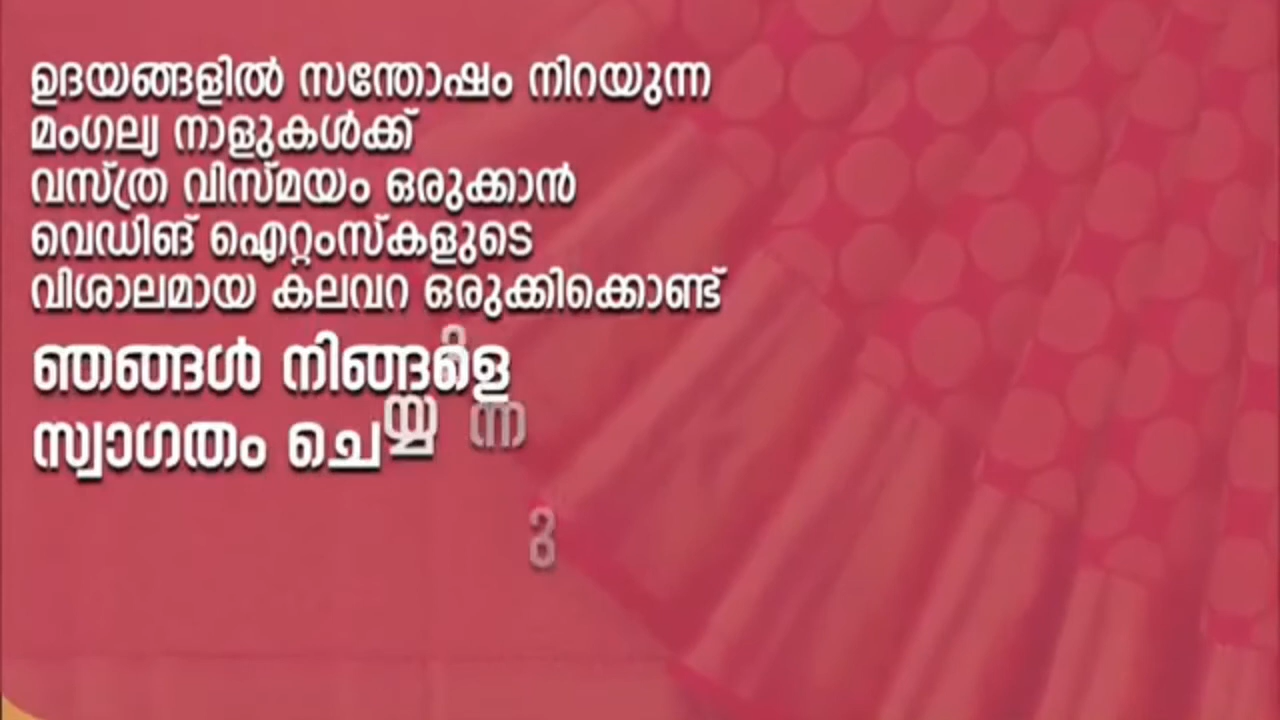 ഉദയങ്ങളിൽ സന്തോഷം നിറയുന്ന
മംഗല്യ നാളുകൾക്ക്
വസ്ത്ര വിസ്മയം ഒരുക്കാൻ
വെഡിങ് ഐറ്റംസ്കളുടെ
വിശാലമായ കലവറ ഒരുക്കിക്കൊണ്ട്
ഞങ്ങൾ നിങ്ങളെ
സ്വാഗതം